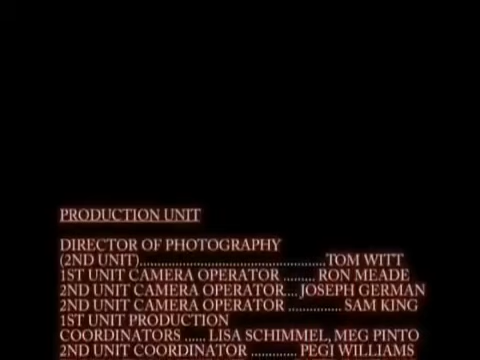 PRODUCTION UNIT
DIRECTOR OF PHOTOGRAPHY
(2ND UNIT)..................................................TOM WITT
1ST UNIT CAMERA OPERATOR ......... RON MEADE
2ND UNIT CAMERA OPERATOR.... JOSEPH GERMAN
2ND UNIT CAMERA OPERATOR ............... SAM KING
1ST UNIT PRODUCTION
COORDINATORS ...... LISA SCHIMMEL, MEG PINTO
2ND UNIT COORDINATOR ............. PEGI WILLIAMS